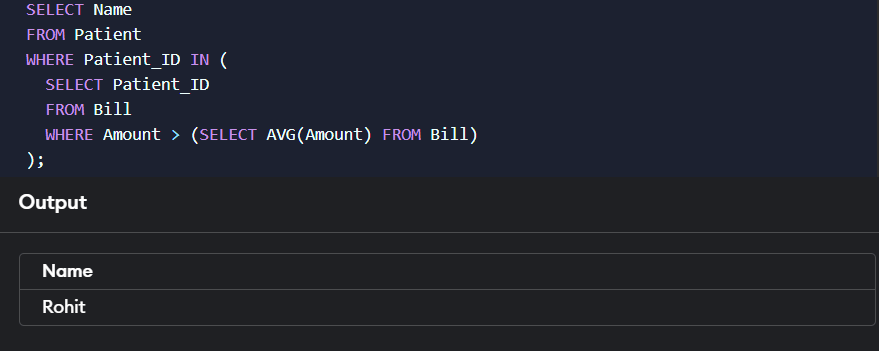 SELECT Name
FROM Patient
WHERE Patient_ID IN (
  SELECT Patient_ID
  FROM Bill
  WHERE Amount > (SELECT AVG(Amount) FROM Bill)
);
Output
Name
Rohit